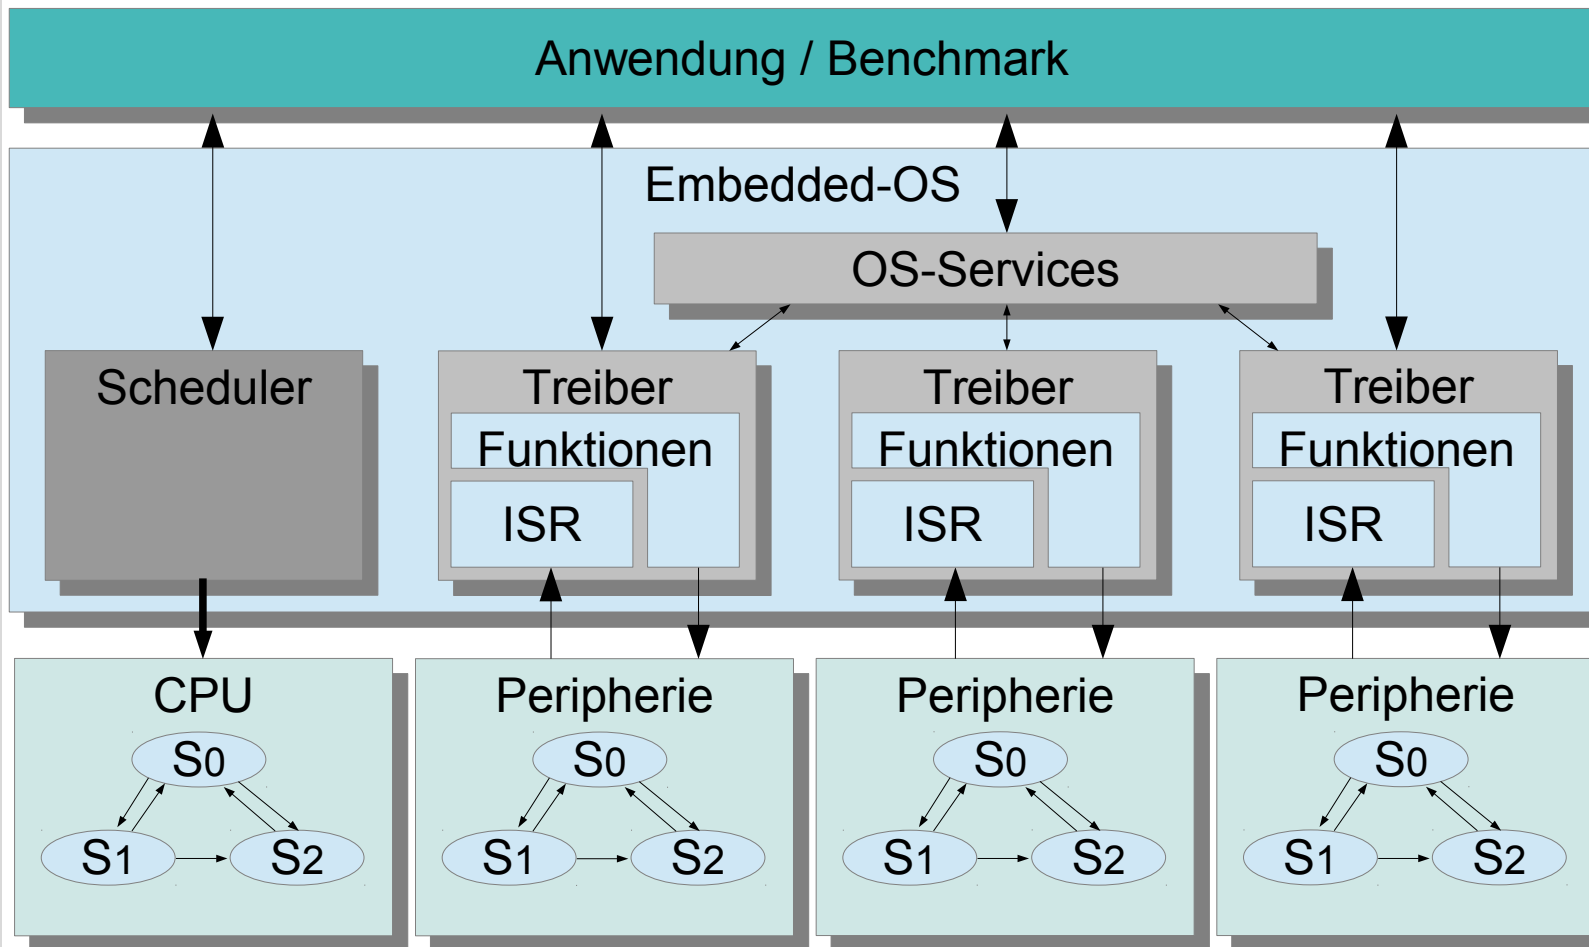 Anwendung / Benchmark
Embedded-OS
OS-Services
Scheduler
Treiber
Funktionen
ISR
Treiber
Funktionen
ISR
Treiber
Funktionen
ISR
CPU
S0
S1
S2
Peripherie
S0
S1
S2
Peripherie
S0
S1
S2
Peripherie
S0
S1
S2